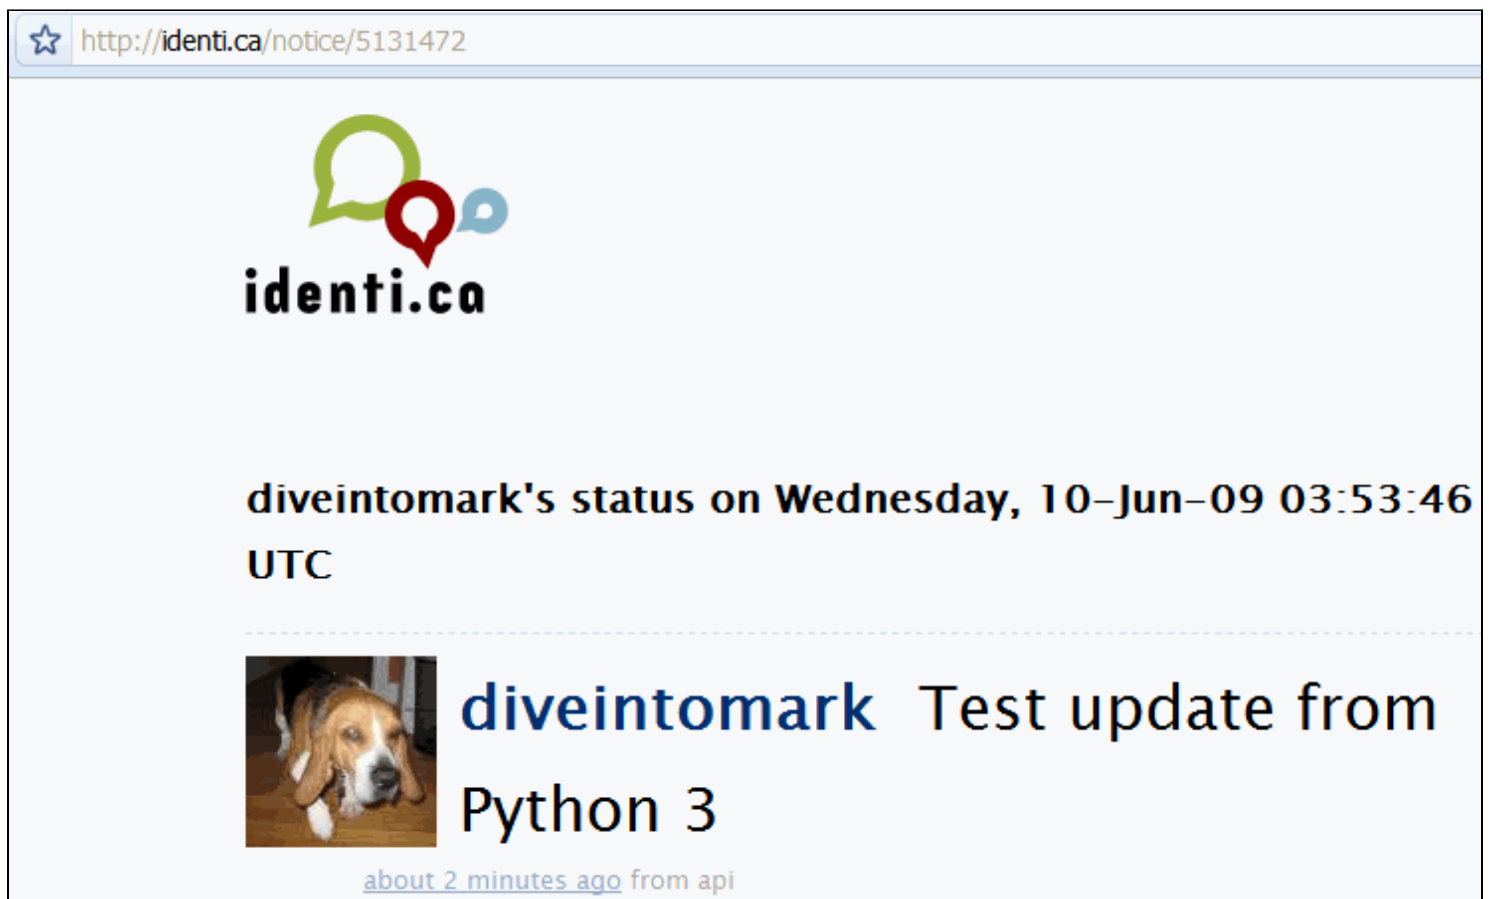 http://identi.ca/notice/5131472
identi.ca
diveintomark's status on Wednesday, 10-Jun-09 03:53:46
UTC
diveintomark Test update from
Python 3
about 2 minutes ago from api